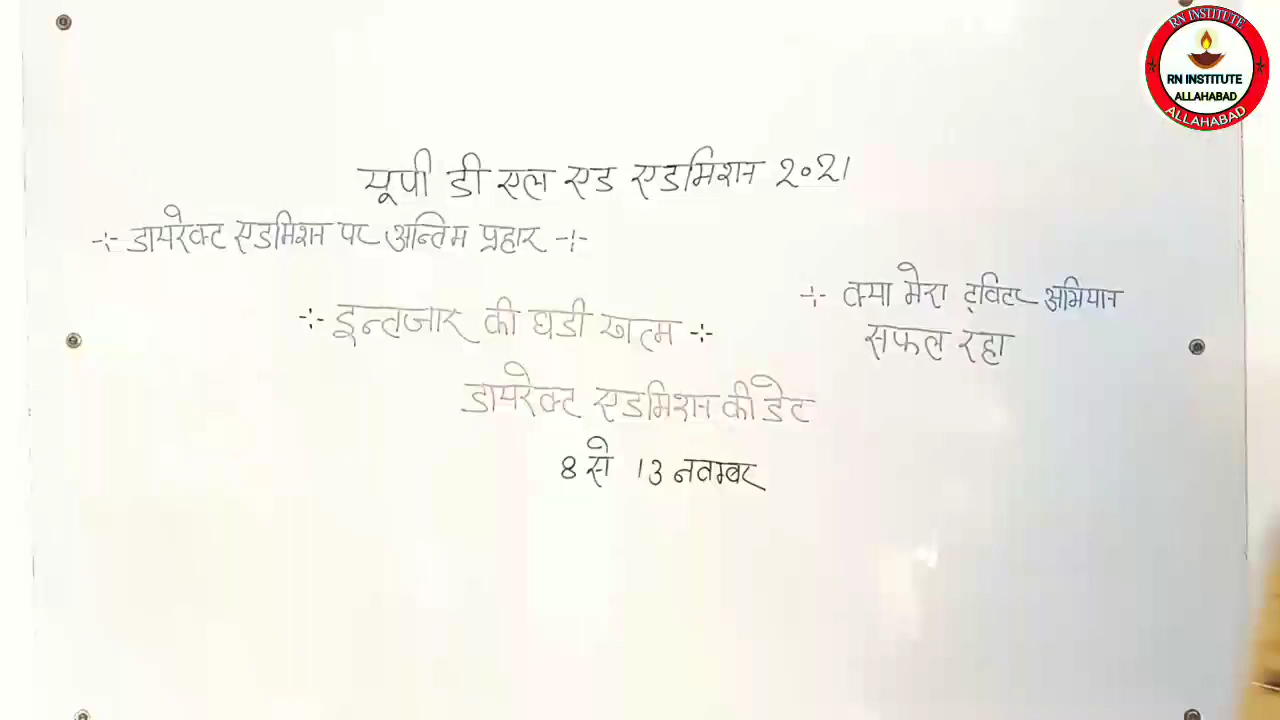 RN INSTITUTE
RN INSTITUTE
ALLAHABAD
ALLAHABAD
यूपी डी एल एड एडमिशन २०२1
-:- डायरेक्ट एडमिशन पर अन्तिम प्रहार -:-
-:- क्या मेरा ट्विटर अभियान
सफल रहा
-:- इन्तजार की घडी खत्म -:-
डायरेक्ट एडमिशन की डेट
8 से 13 नवम्बर